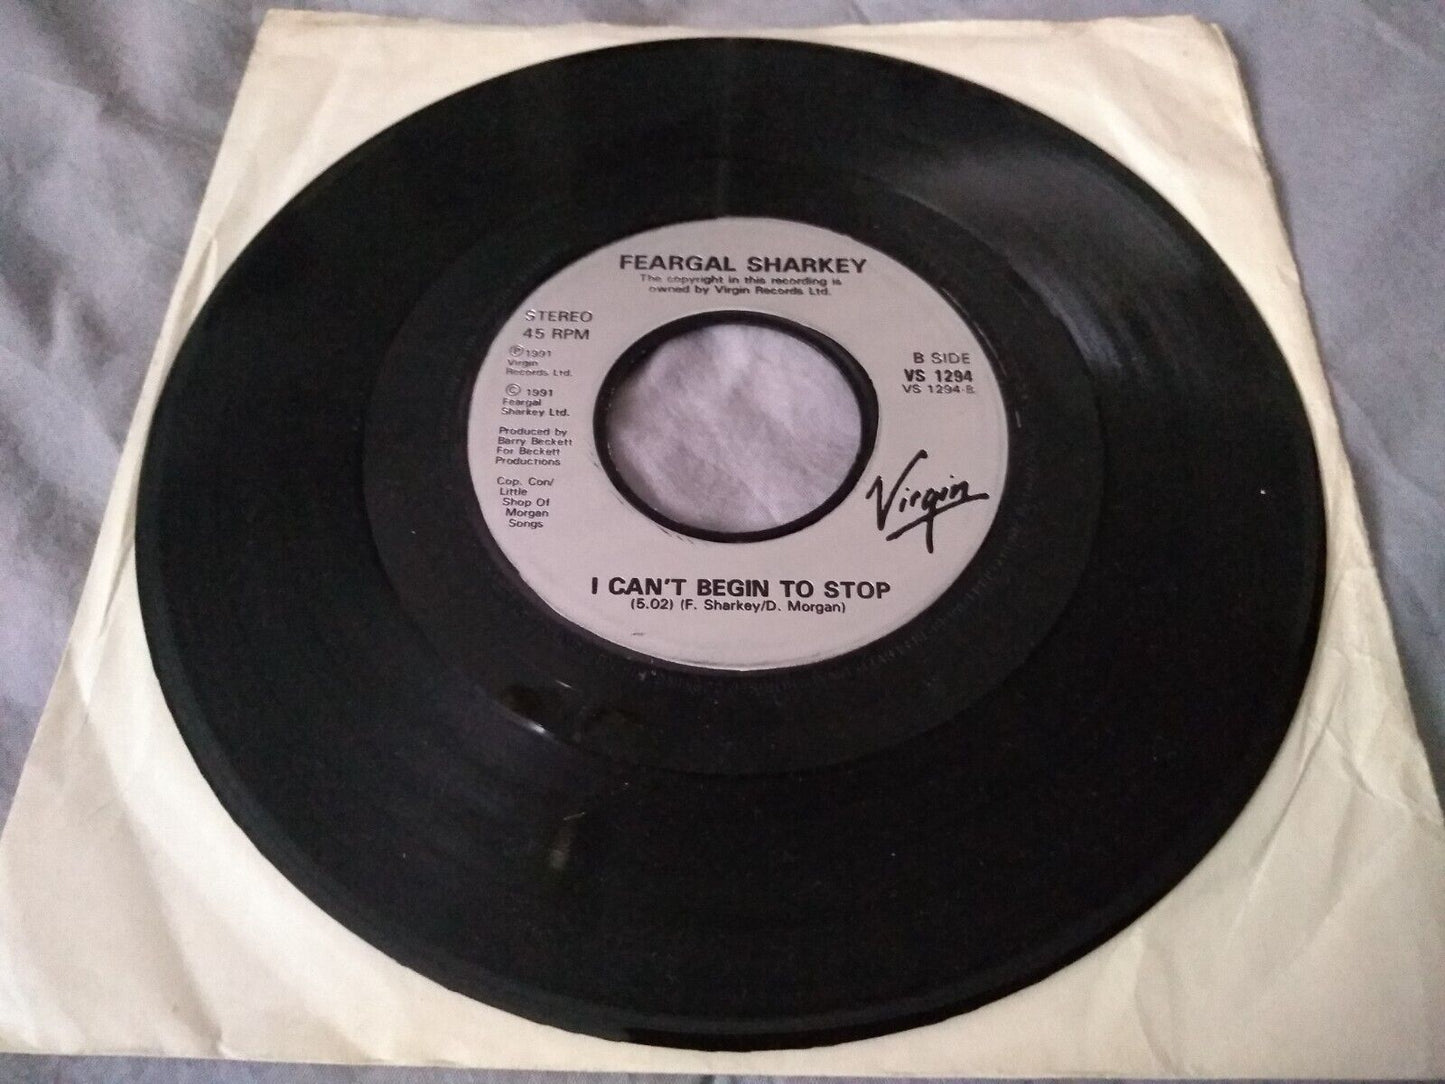 FEARGAL SHARKEY
The copyright in this recording is
owned by Virgin Records Ltd.
STEREO
45 RPM
℗ 1991
Virgin
Records Ltd.
© 1991
Feargal
Sharkey Ltd.
Produced by
Barry Beckett
For Beckett
Productions
Cop. Con/
Little
Shop Of
Morgan
Songs
B SIDE
VS 1294
VS 1294-B
Virgin
I CAN'T BEGIN TO STOP
(5.02) (F. Sharkey/D. Morgan)